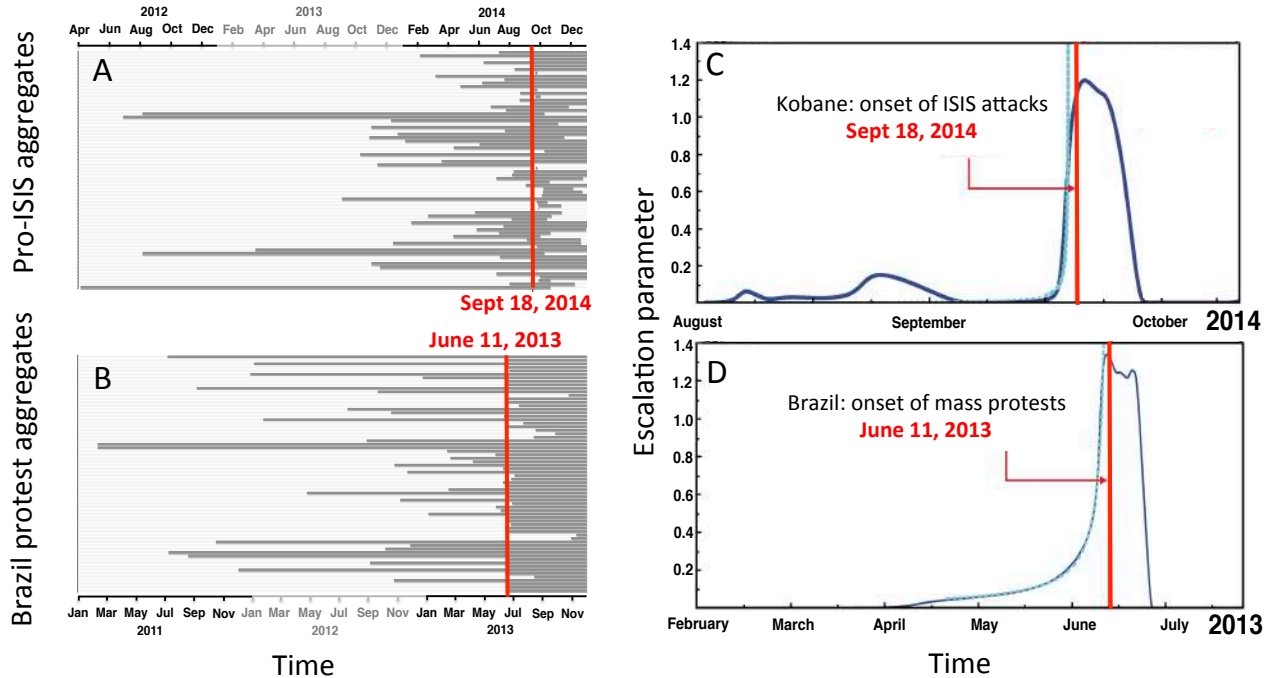 2012 2013 2014
Apr Jun Aug Oct Dec Feb Apr Jun Aug Oct Dec Feb Apr Jun Aug Oct Dec
Pro-ISIS aggregates
A
Sept 18, 2014
June 11, 2013
Brazil protest aggregates
B
Jan Mar May Jul Sep Nov Jan Mar May Jul Sep Nov Jan Mar May Jul Sep Nov
2011 2012 2013
Time
Escalation parameter
1.4
1.2
1.0
0.8
0.6
0.4
0.2
C
Kobane: onset of ISIS attacks
Sept 18, 2014
August September October 2014
1.4
1.2
1.0
0.8
0.6
0.4
0.2
D
Brazil: onset of mass protests
June 11, 2013
February March April May June July 2013
Time